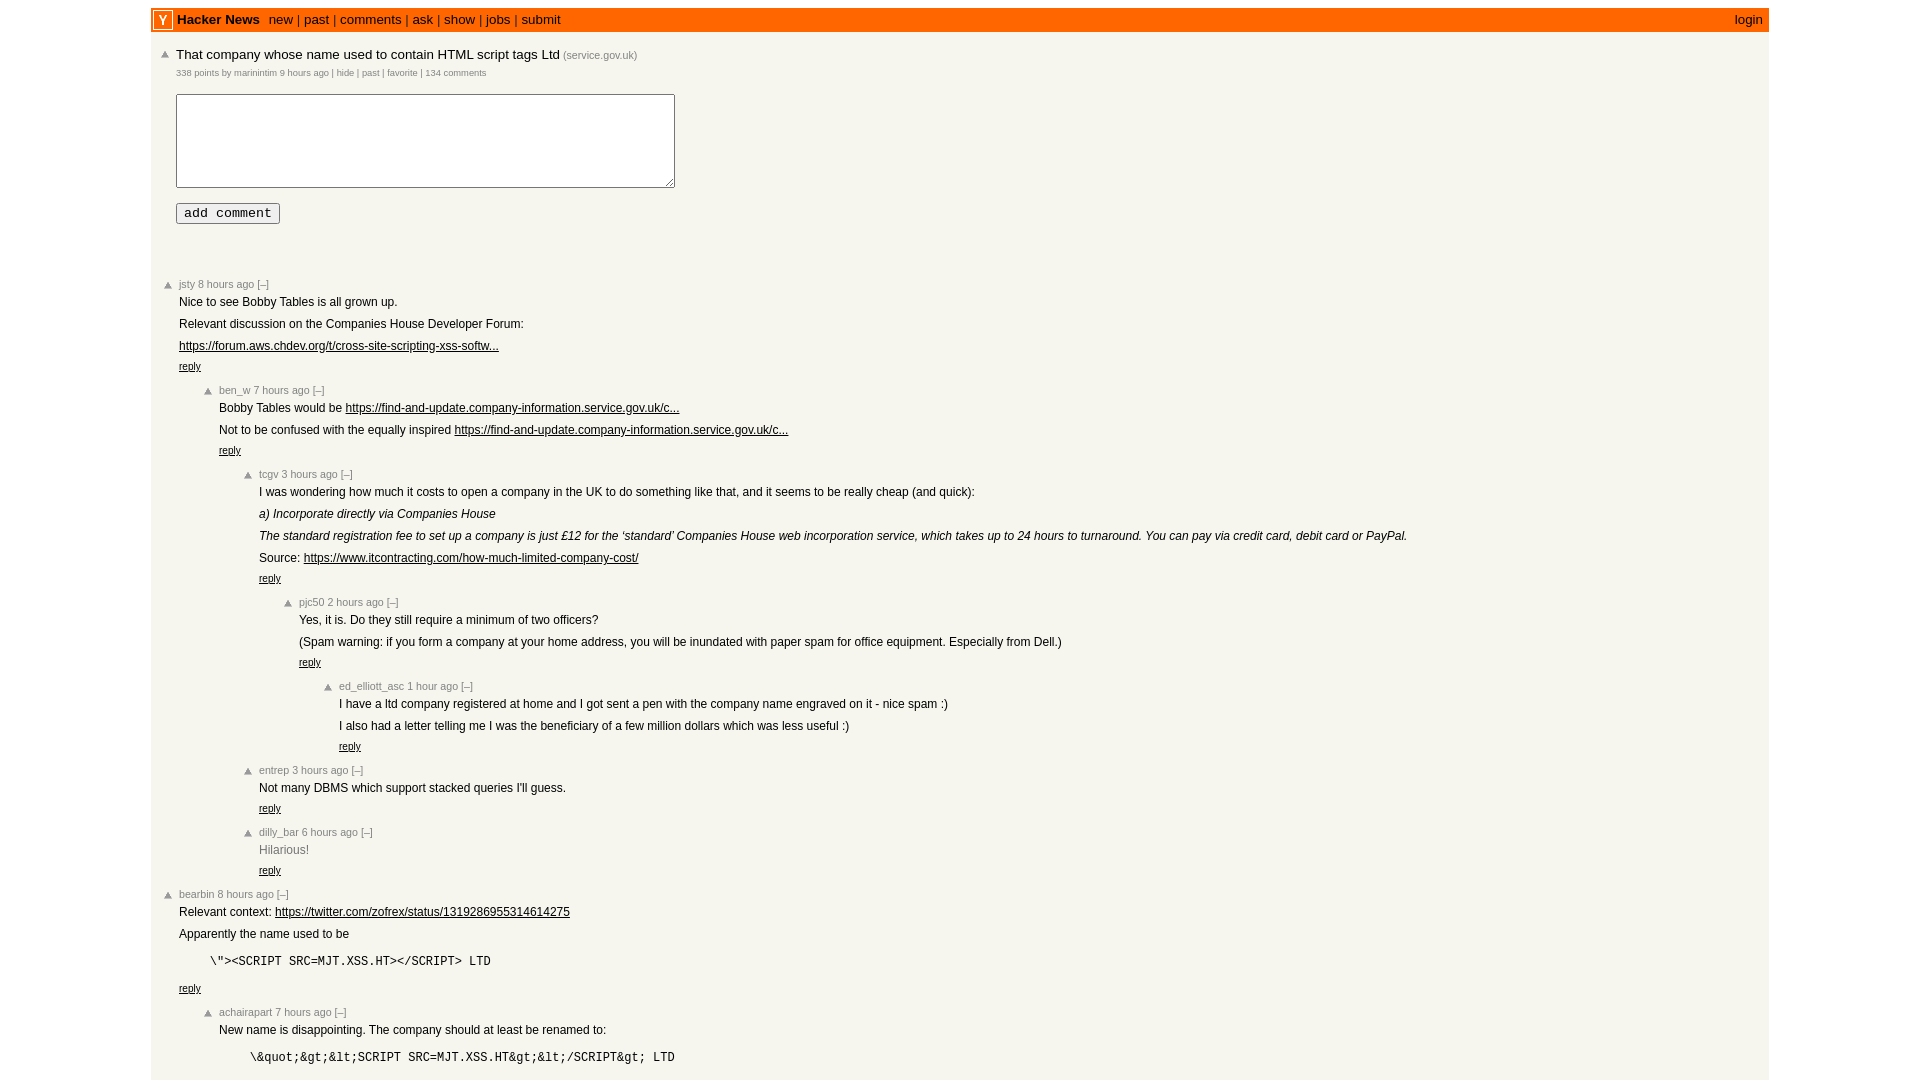 Y Hacker News new | past | comments | ask | show | jobs | submit login
That company whose name used to contain HTML script tags Ltd (service.gov.uk)
338 points by marinintim 9 hours ago | hide | past | favorite | 134 comments
add comment
jsty 8 hours ago [–]
Nice to see Bobby Tables is all grown up.
Relevant discussion on the Companies House Developer Forum:
https://forum.aws.chdev.org/t/cross-site-scripting-xss-softw...
reply
ben_w 7 hours ago [–]
Bobby Tables would be https://find-and-update.company-information.service.gov.uk/c...
Not to be confused with the equally inspired https://find-and-update.company-information.service.gov.uk/c...
reply
tcgv 3 hours ago [–]
I was wondering how much it costs to open a company in the UK to do something like that, and it seems to be really cheap (and quick):
a) Incorporate directly via Companies House
The standard registration fee to set up a company is just £12 for the ‘standard’ Companies House web incorporation service, which takes up to 24 hours to turnaround. You can pay via credit card, debit card or PayPal.
Source: https://www.itcontracting.com/how-much-limited-company-cost/
reply
pjc50 2 hours ago [–]
Yes, it is. Do they still require a minimum of two officers?
(Spam warning: if you form a company at your home address, you will be inundated with paper spam for office equipment. Especially from Dell.)
reply
ed_elliott_asc 1 hour ago [–]
I have a ltd company registered at home and I got sent a pen with the company name engraved on it - nice spam :)
I also had a letter telling me I was the beneficiary of a few million dollars which was less useful :)
reply
entrep 3 hours ago [–]
Not many DBMS which support stacked queries I'll guess.
reply
dilly_bar 6 hours ago [–]
Hilarious!
reply
bearbin 8 hours ago [–]
Relevant context: https://twitter.com/zofrex/status/1319286955314614275
Apparently the name used to be
\"><SCRIPT SRC=MJT.XSS.HT></SCRIPT> LTD
reply
achairapart 7 hours ago [–]
New name is disappointing. The company should at least be renamed to:
\&quot;&gt;&lt;SCRIPT SRC=MJT.XSS.HT&gt;&lt;/SCRIPT&gt; LTD